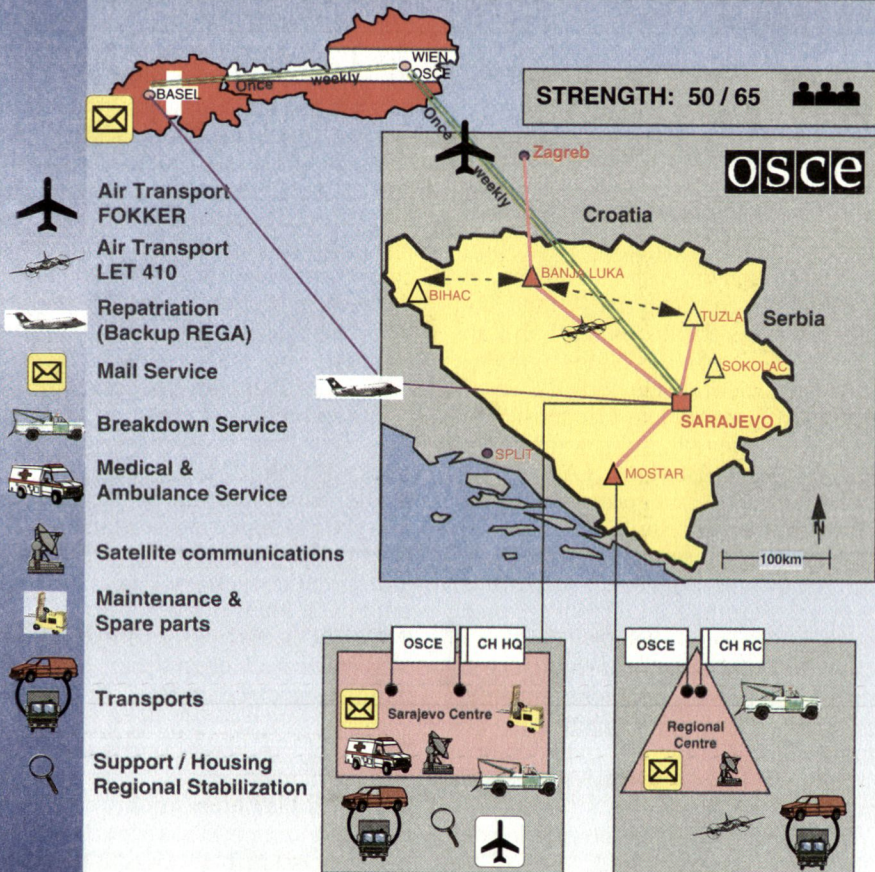 BASEL
Once
weekly
WIEN
OSCE
Once
weekly
STRENGTH: 50 / 65
osce
Zagreb
Croatia
BIHAC
BANJA LUKA
TUZLA
Serbia
SOKOLAC
SARAJEVO
SPLIT
MOSTAR
N
100km
Air Transport
FOKKER
Air Transport
LET 410
Repatriation
(Backup REGA)
Mail Service
Breakdown Service
Medical &
Ambulance Service
Satellite communications
Maintenance &
Spare parts
Transports
Support / Housing
Regional Stabilization
OSCE
CH HQ
Sarajevo Centre
OSCE
CH RC
Regional
Centre